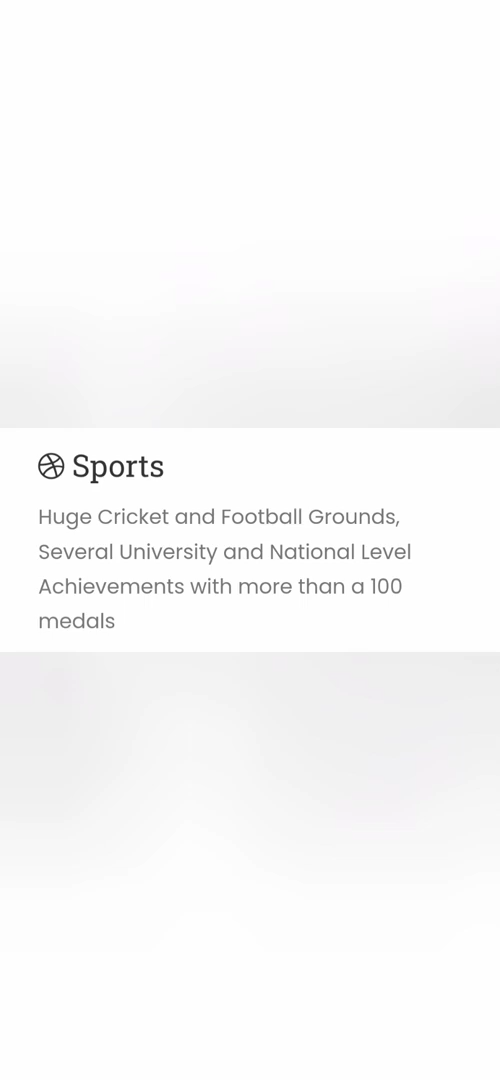 Sports
Huge Cricket and Football Grounds,
Several University and National Level
Achievements with more than a 100
medals